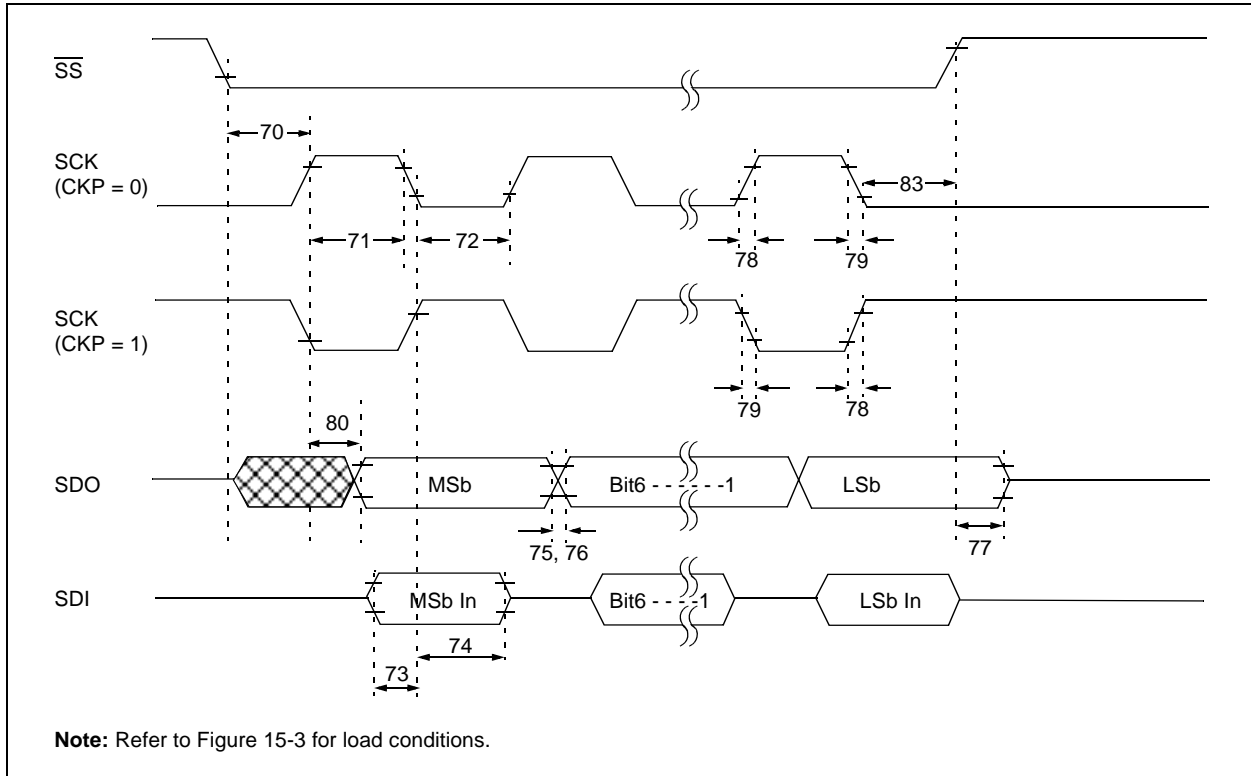 SS
70
SCK
(CKP = 0)
83
71
72
78
79
SCK
(CKP = 1)
79
78
80
SDO
MSb
Bit6 - - - - - -1
LSb
75, 76
77
SDI
MSb In
Bit6 - - - -1
LSb In
74
73
Note: Refer to Figure 15-3 for load conditions.